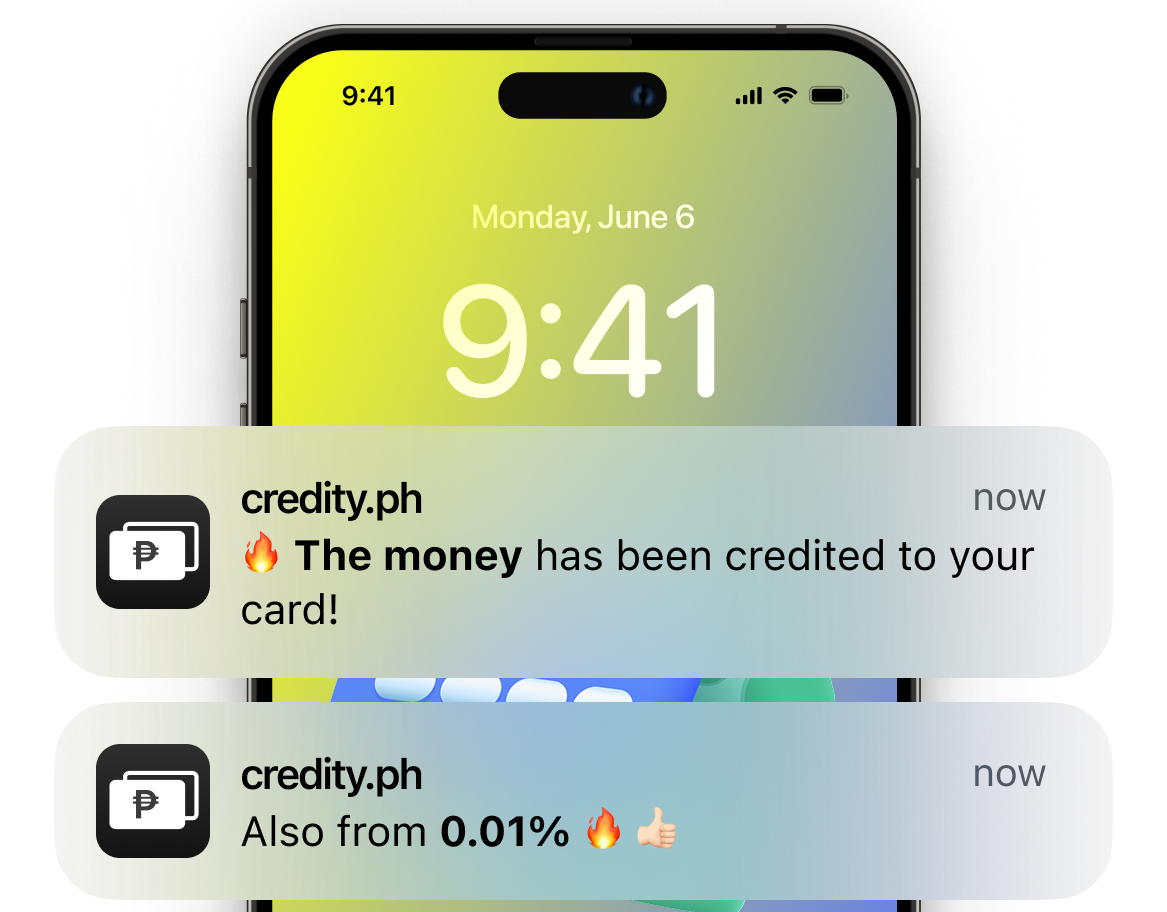 9:41
Monday, June 6
9:41
credity.ph
now
🔥 The money has been credited to your
card!
credity.ph
now
Also from 0.01% 🔥 👍🏻